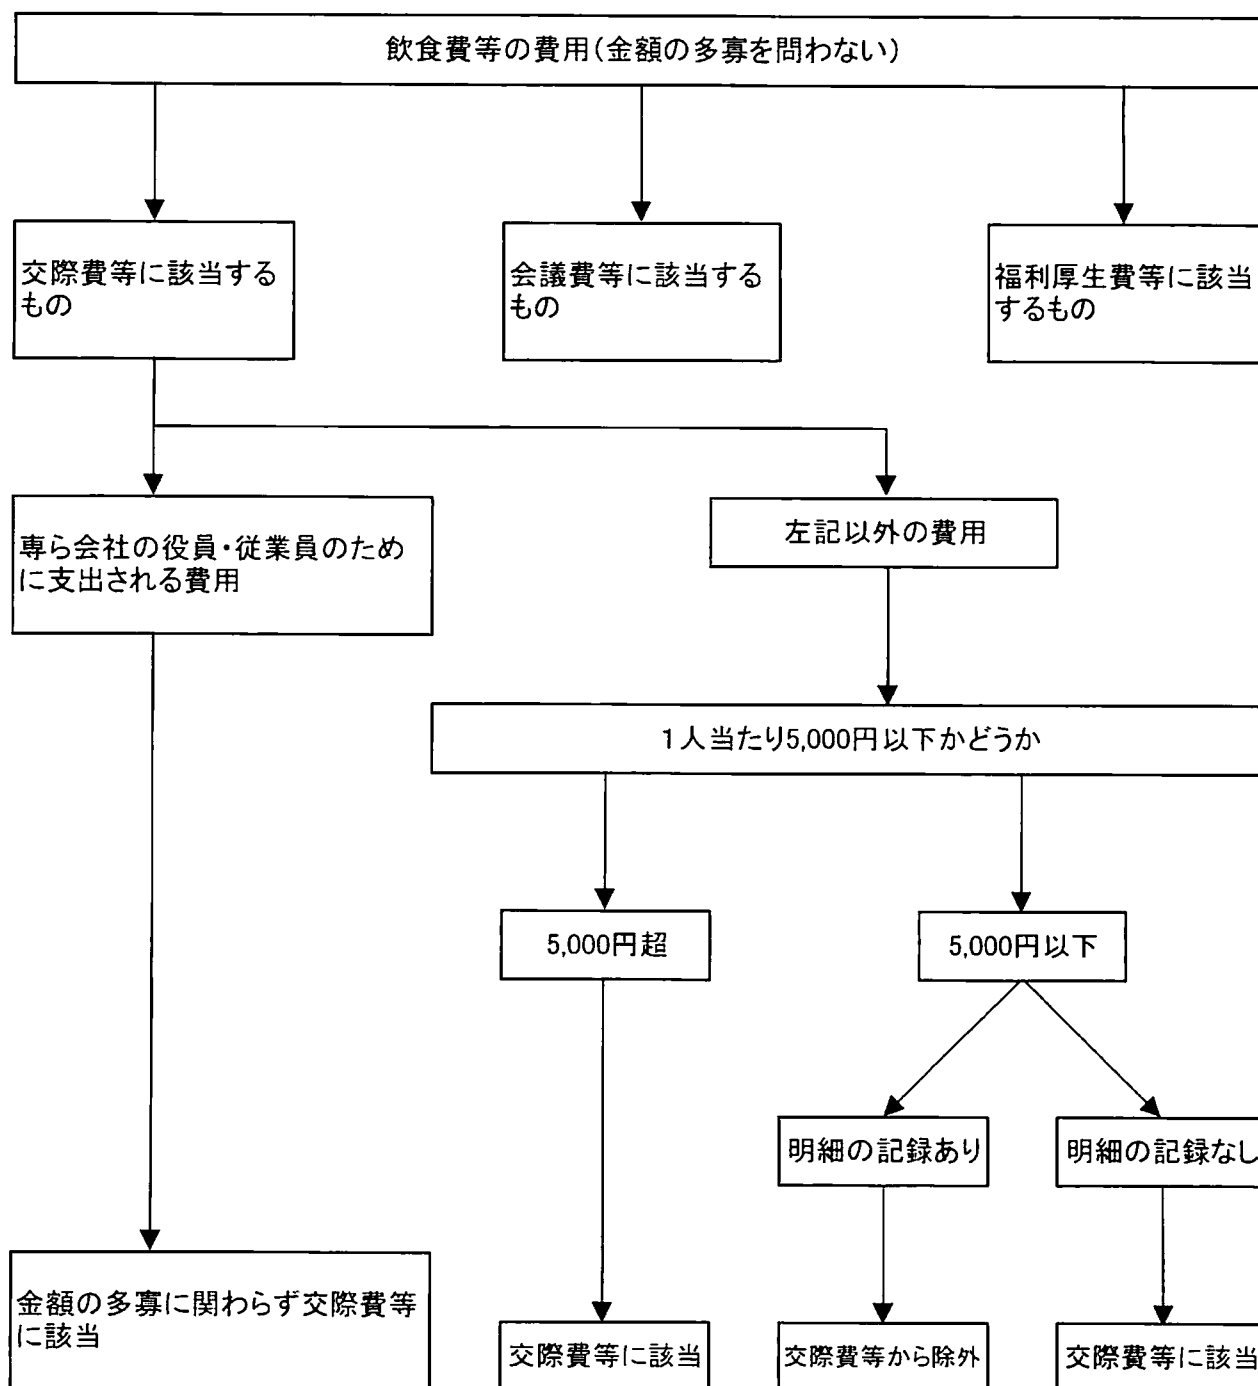 飲食費等の費用(金額の多寡を問わない)
交際費等に該当する
もの
会議費等に該当する
もの
福利厚生費等に該当
するもの
専ら会社の役員・従業員のため
に支出される費用
左記以外の費用
1人当たり5,000円以下かどうか
5,000円超
5,000円以下
明細の記録あり
明細の記録なし
金額の多寡に関わらず交際費等
に該当
交際費等に該当
交際費等から除外
交際費等に該当